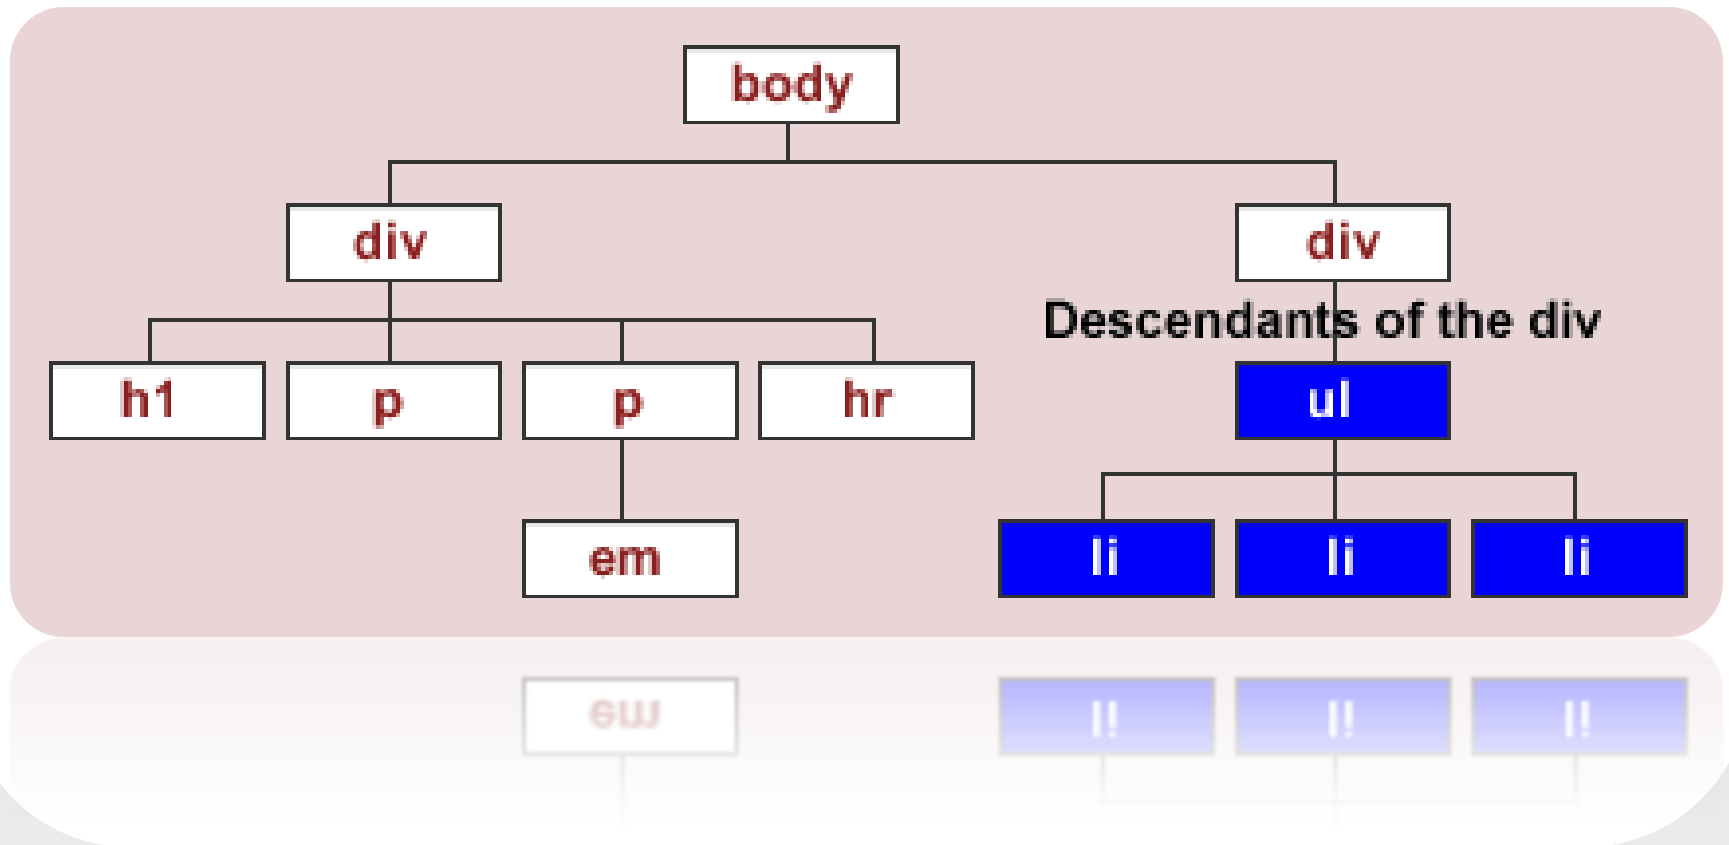 body
div div
Descendants of the div
h1 p p hr ul
em li li li